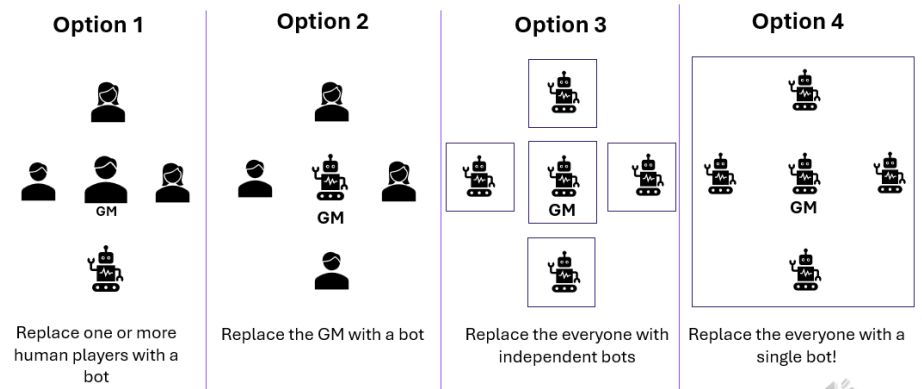 Option 1
GM
Replace one or more
human players with a
bot
Option 2
GM
Replace the GM with a bot
Option 3
GM
Replace the everyone with
independent bots
Option 4
GM
Replace the everyone with a
single bot!